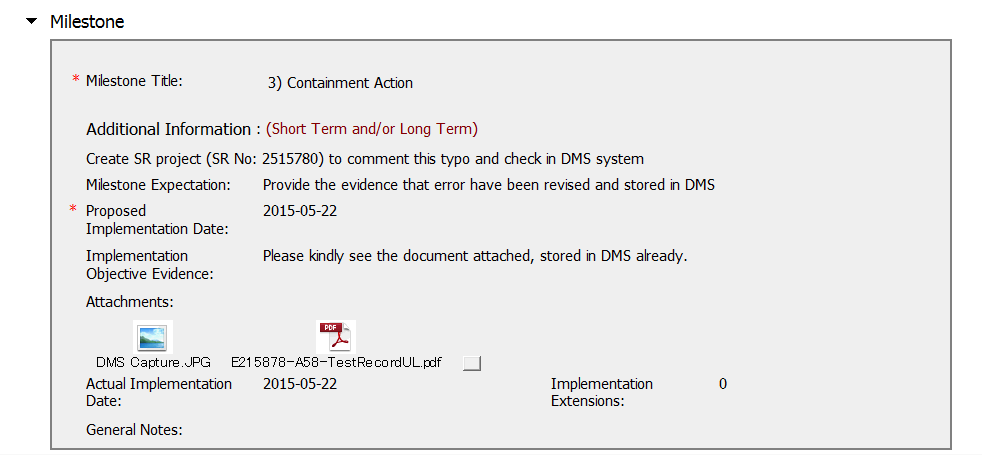 Milestone
* Milestone Title: 3) Containment Action
Additional Information : (Short Term and/or Long Term)
Create SR project (SR No: 2515780) to comment this typo and check in DMS system
Milestone Expectation: Provide the evidence that error have been revised and stored in DMS
* Proposed 2015-05-22
Implementation Date:
Implementation Please kindly see the document attached, stored in DMS already.
Objective Evidence:
Attachments:
PDF
DMS Capture.JPG E215878-A58-TestRecordUL.pdf
Actual Implementation 2015-05-22 Implementation 0
Date: Extensions:
General Notes: